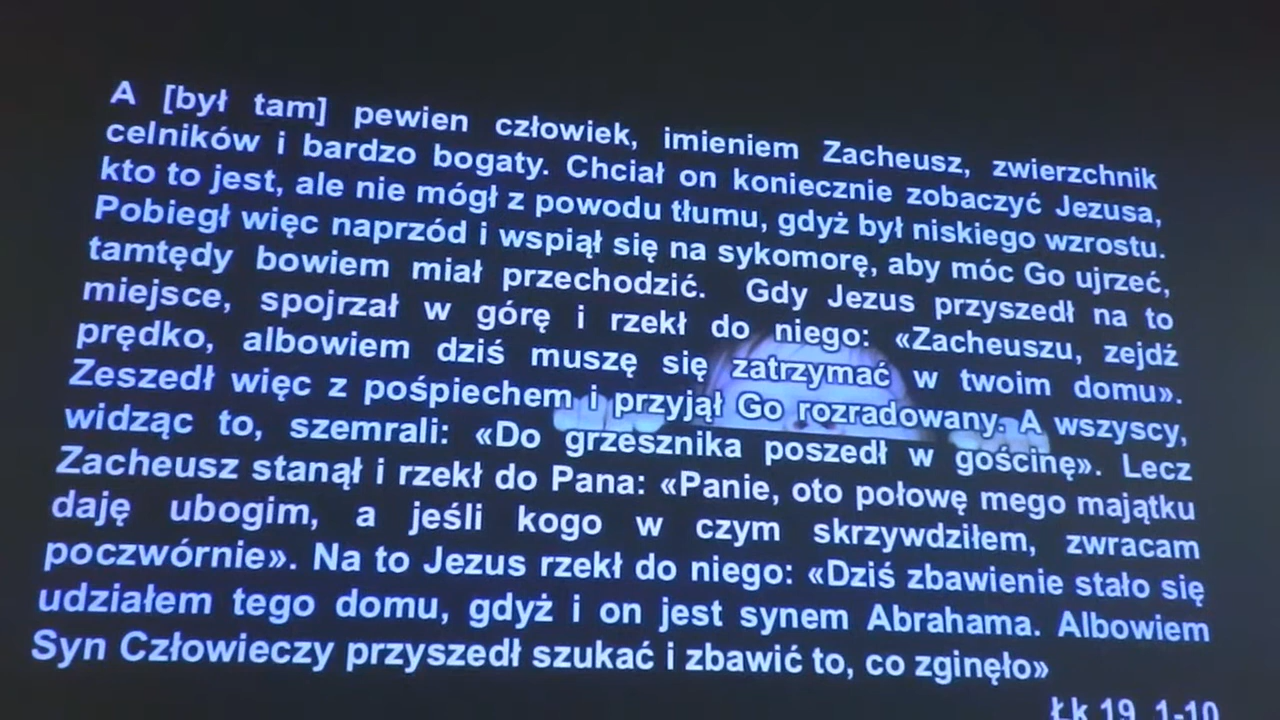 A [był tam] pewien człowiek, imieniem Zacheusz, zwierzchnik
celników i bardzo bogaty. Chciał on koniecznie zobaczyć Jezusa,
kto to jest, ale nie mógł z powodu tłumu, gdyż był niskiego wzrostu.
Pobiegł więc naprzód i wspiął się na sykomorę, aby móc Go ujrzeć,
tamtędy bowiem miał przechodzić. Gdy Jezus przyszedł na to
miejsce, spojrzał w górę i rzekł do niego: «Zacheuszu, zejdź
prędko, albowiem dziś muszę się zatrzymać w twoim domu».
Zeszedł więc z pośpiechem i przyjął Go rozradowany. A wszyscy,
widząc to, szemrali: «Do grzesznika poszedł w gościnę». Lecz
Zacheusz stanął i rzekł do Pana: «Panie, oto połowę mego majątku
daję ubogim, a jeśli kogo w czym skrzywdziłem, zwracam
poczwórnie». Na to Jezus rzekł do niego: «Dziś zbawienie stało się
udziałem tego domu, gdyż i on jest synem Abrahama. Albowiem
Syn Człowieczy przyszedł szukać i zbawić to, co zginęło»
Łk 19, 1-10